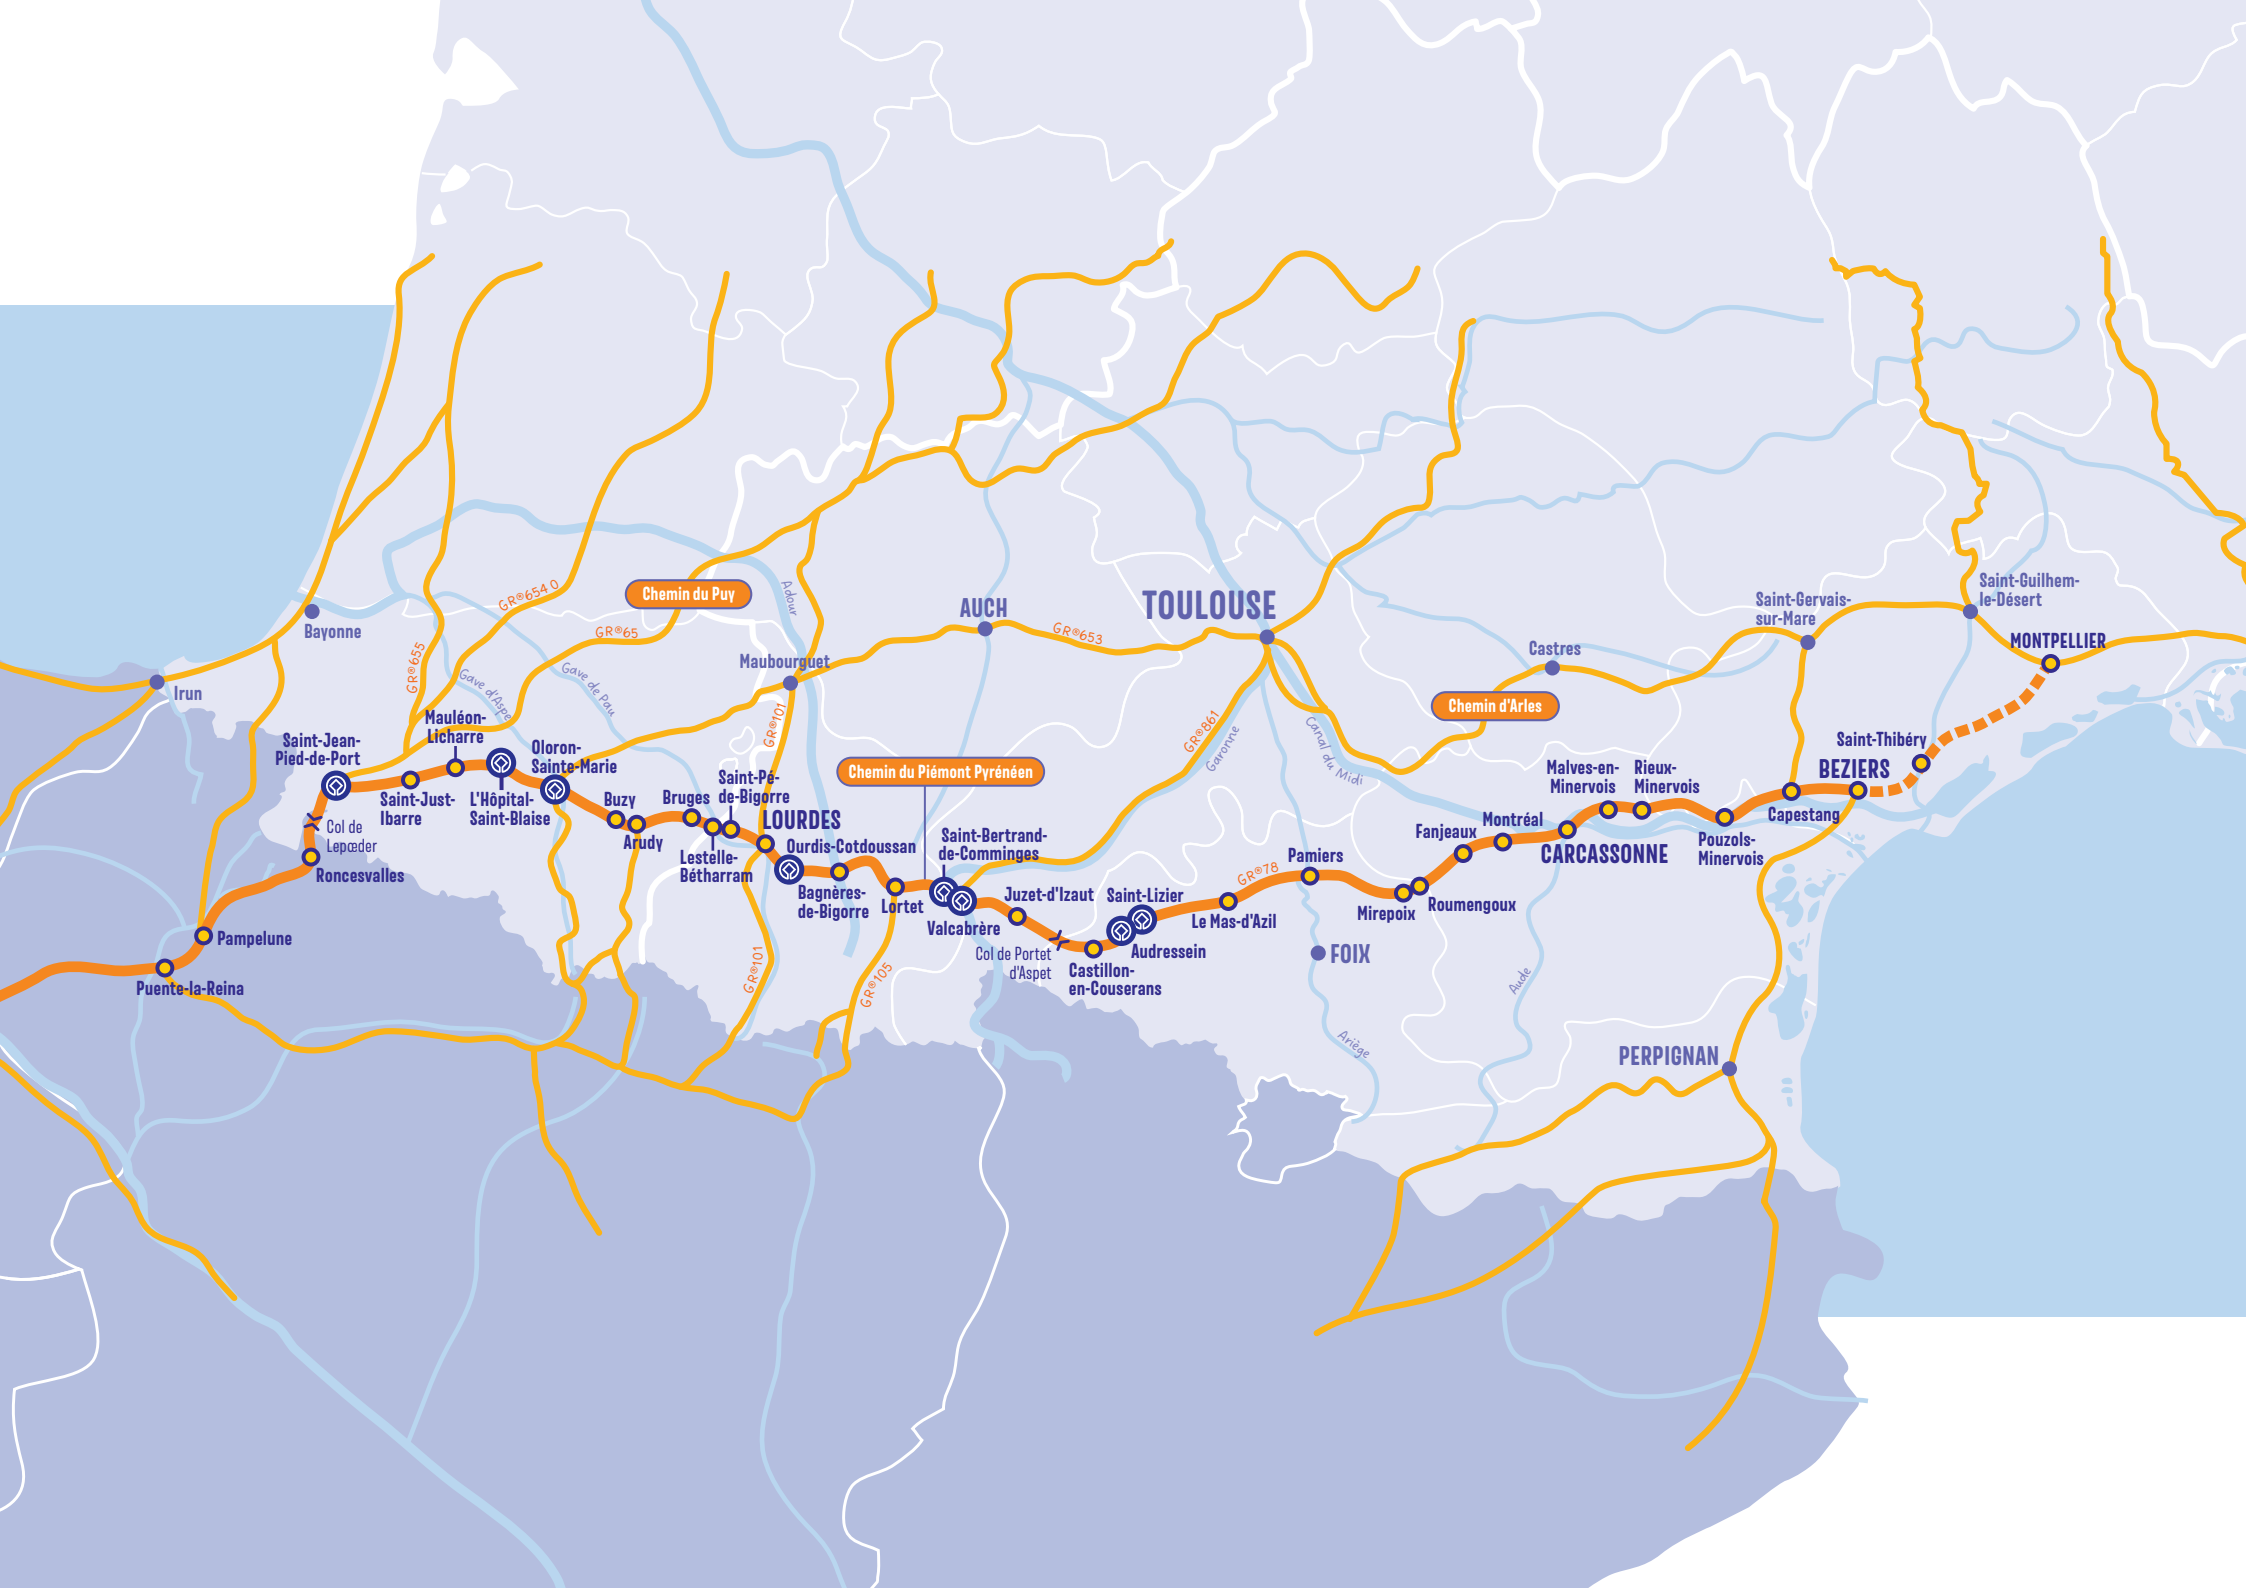 GR®654 0
Chemin du Puy
GR®65
Adour
AUCH
GR®653
TOULOUSE
Bayonne
Irun
GR®655
Gave d'Aspe
Gave de Pau
Maubourguet
GR®101
GR®861
Garonne
Canal du Midi
Chemin d'Arles
Castres
Saint-Gervais-
sur-Mare
Saint-Guilhem-
le-Désert
MONTPELLIER
Saint-Thibéry
BEZIERS
Capestang
Saint-Jean-
Pied-de-Port
Mauléon-
Licharre
Saint-Just-
Ibarre
L'Hôpital-
Saint-Blaise
Oloron-
Sainte-Marie
Buzy
Arudy
Bruges
Lestelle-
Bétharram
Saint-Pé-
de-Bigorre
LOURDES
Ourdis-Cotdoussan
Bagnères-
de-Bigorre
Lortet
Chemin du Piémont Pyrénéen
Saint-Bertrand-
de-Comminges
Valcabrère
Juzet-d'Izaut
Col de Portet
d'Aspet
Castillon-
en-Couserans
Saint-Lizier
Audressein
Le Mas-d'Azil
GR®78
Pamiers
Mirepoix
Roumengoux
Fanjeaux
Montréal
CARCASSONNE
Malves-en-
Minervois
Rieux-
Minervois
Pouzols-
Minervois
Col de
Lepœder
Roncesvalles
Pampelune
Puente-la-Reina
GR®101
GR®105
FOIX
Ariège
Aude
PERPIGNAN